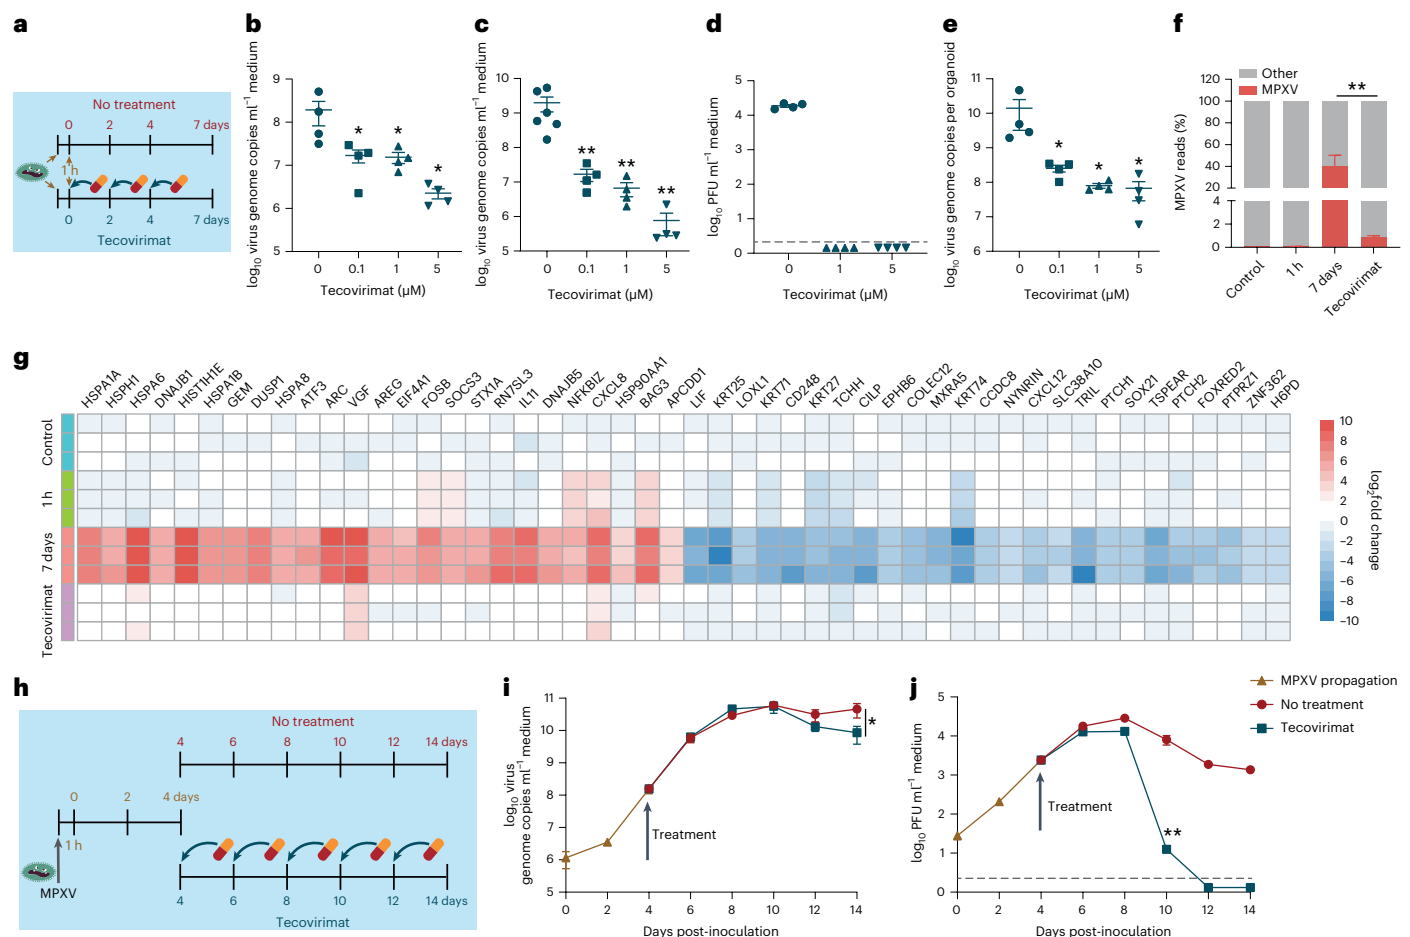 a
No treatment
0 2 4 7 days
1 h
0 2 4 7 days
Tecovirimat
b
log10 virus genome copies ml−1 medium
9
8
7
6
5
* * *
0 0.1 1 5
Tecovirimat (μM)
c
log10 virus genome copies ml−1 medium
10
9
8
7
6
5
** ** **
0 0.1 1 5
Tecovirimat (μM)
d
log10 PFU ml−1 medium
5
4
3
2
1
0
0 1 5
Tecovirimat (μM)
e
log10 virus genome copies per organoid
11
10
9
8
7
6
* * *
0 0.1 1 5
Tecovirimat (μM)
f
Other
MPXV
**
MPXV reads (%)
120
100
80
60
40
20
4
2
0
Control 1 h 7 days Tecovirimat
g
HSPA1A HSPH1 HSPA6 DNAJB1 HIST1H1E HSPA1B GEM DUSP1 HSPA8 ATF3 ARC VGF AREG EIF4A1 FOSB SOCS3 STX1A RN7SL3 IL11 DNAJB5 NFKBIZ CXCL8 HSP90AA1 BAG3 APCDD1 LIF KRT25 LOXL1 KRT71 CD248 KRT27 TCHH CILP EPHB6 COLEC12 MXRA5 KRT74 CCDC8 NYNRIN CXCL12 SLC38A10 TRIL PTCH1 SOX21 TSPEAR PTCH2 FOXRED2 PTPRZ1 ZNF362 H6PD
Control
1 h
7 days
Tecovirimat
10
8
6
4
2
0
−2
−4
−6
−8
−10
log2 fold change
h
No treatment
4 6 8 10 12 14 days
0 2 4 days
1 h
MPXV
4 6 8 10 12 14 days
Tecovirimat
i
log10 virus
genome copies ml−1 medium
11
10
9
8
7
6
5
Treatment
*
0 2 4 6 8 10 12 14
Days post-inoculation
j
log10 PFU ml−1 medium
5
4
3
2
1
0
Treatment
**
0 2 4 6 8 10 12 14
Days post-inoculation
MPXV propagation
No treatment
Tecovirimat